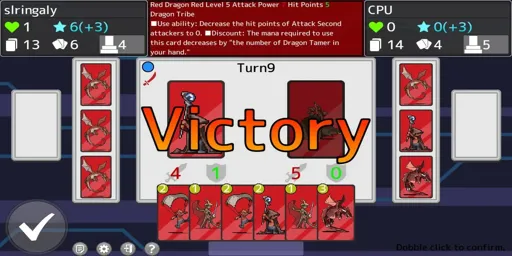 slringaly
1
6(+3)
13
6
4
Red Dragon Red Level 5 Attack Power 2 Hit Points 5
Dragon Tribe
■Use ability: Decrease the hit points of Attack Second
attackers to 0. ■Discount: The mana required to use
this card decreases by "the number of Dragon Tamer in
your hand."
CPU
0
0(+3)
14
4
5
Turn9
Victory
4
1
5
0
2
1
2
2
1
3
Dobble click to confirm.